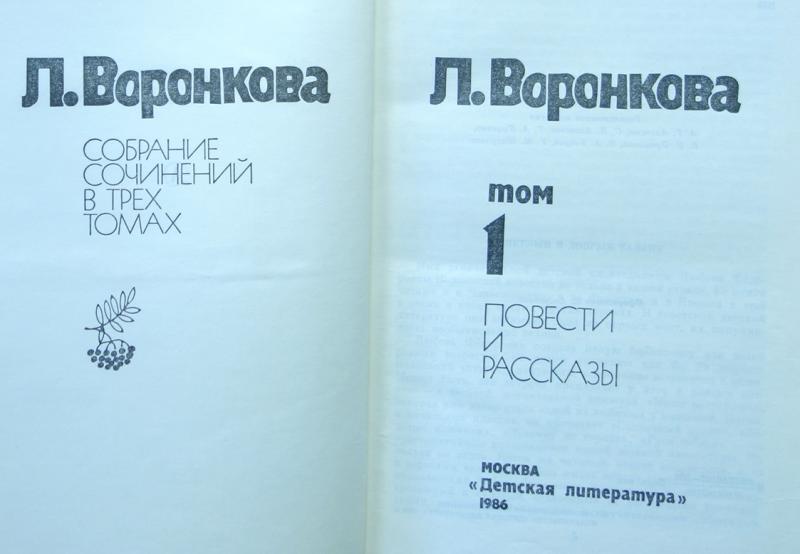 Л. Воронкова
СОБРАНИЕ
СОЧИНЕНИЙ
В ТРЕХ
ТОМАХ
Л. Воронкова
том
1
ПОВЕСТИ
И
РАССКАЗЫ
МОСКВА
«Детская литература»
1986